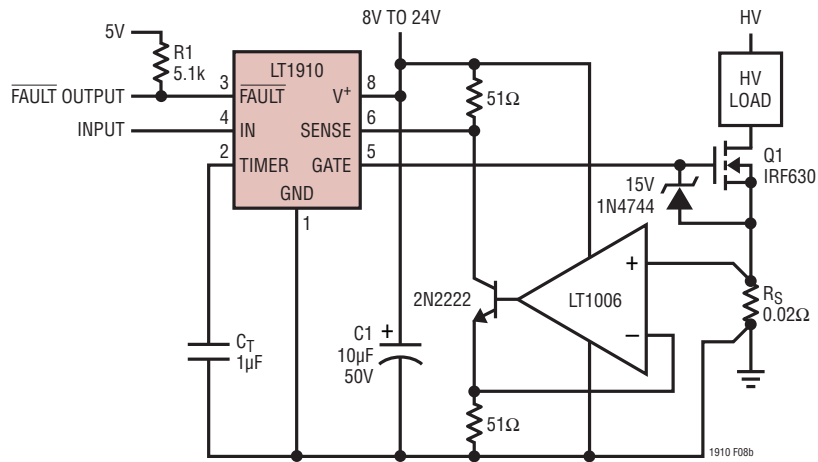 8V TO 24V
HV
5V
R1
5.1k
LT1910
HV
LOAD
51Ω
3
FAULT
V+
8
FAULT OUTPUT
4
IN
SENSE
6
INPUT
2
TIMER
GATE
5
Q1
IRF630
15V
1N4744
GND
1
+
2N2222
LT1006
RS
0.02Ω
–
CT
1µF
C1
+
10µF
50V
51Ω
1910 F08b